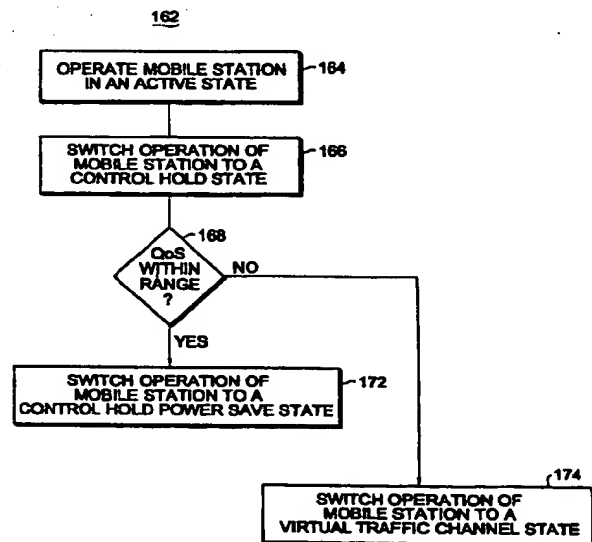 162
OPERATE MOBILE STATION
IN AN ACTIVE STATE
164
SWITCH OPERATION OF
MOBILE STATION TO A
CONTROL HOLD STATE
166
168
QoS
WITHIN
RANGE
?
NO
YES
SWITCH OPERATION OF
MOBILE STATION TO A
CONTROL HOLD POWER SAVE STATE
172
174
SWITCH OPERATION OF
MOBILE STATION TO A
VIRTUAL TRAFFIC CHANNEL STATE